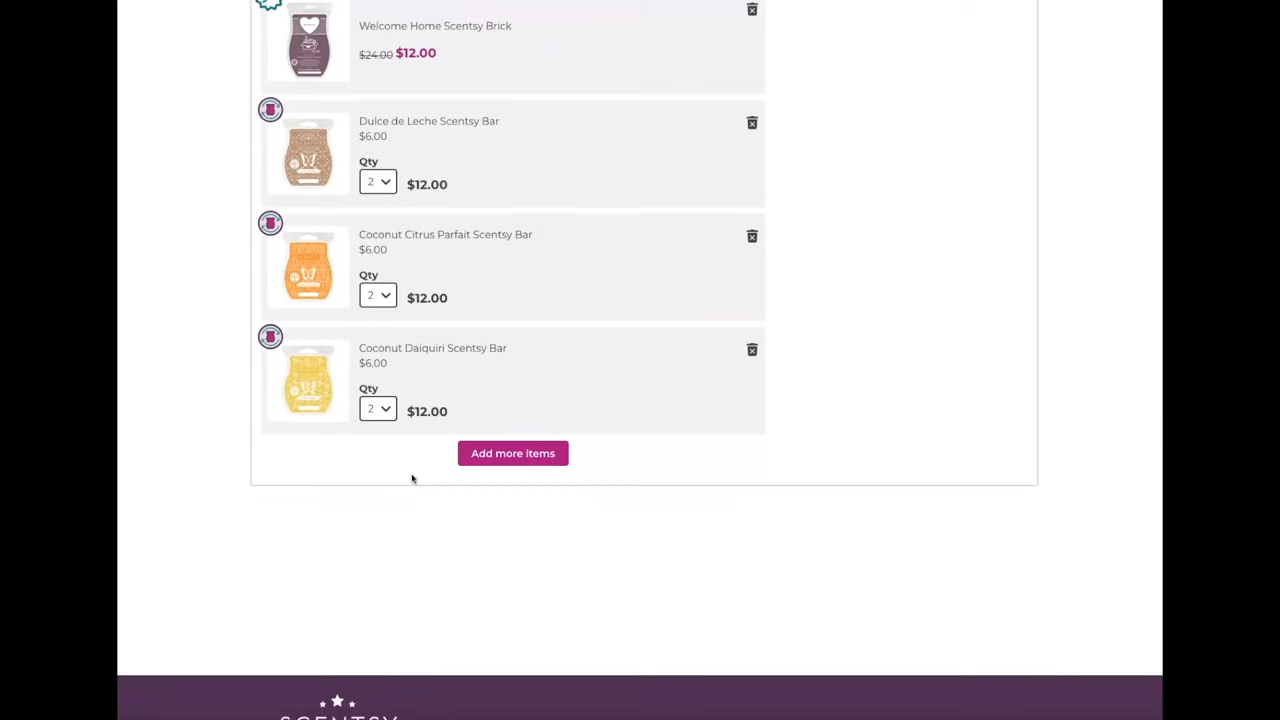 Welcome Home Scentsy Brick
$24.00 $12.00
Dulce de Leche Scentsy Bar
$6.00
Qty
2 $12.00
Coconut Citrus Parfait Scentsy Bar
$6.00
Qty
2 $12.00
Coconut Daiquiri Scentsy Bar
$6.00
Qty
2 $12.00
Add more items
SCENTSY